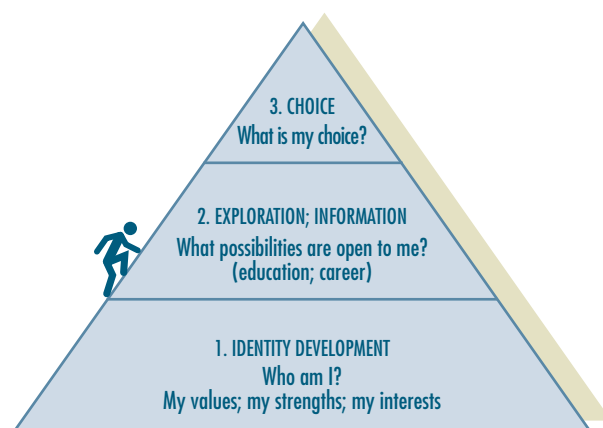 3. CHOICE
What is my choice?
2. EXPLORATION; INFORMATION
What possibilities are open to me?
(education; career)
1. IDENTITY DEVELOPMENT
Who am I?
My values; my strengths; my interests